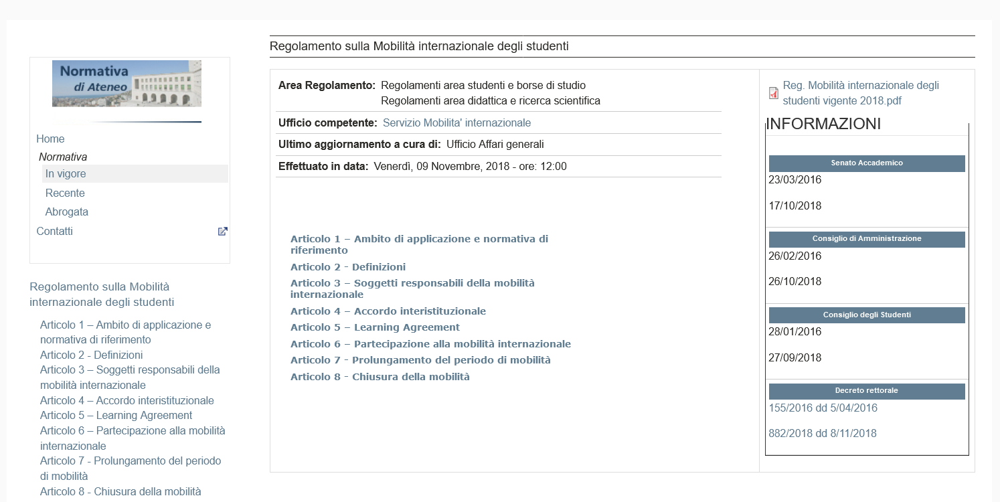 Normativa
di Ateneo
Home
Normativa
In vigore
Recente
Abrogata
Contatti
Regolamento sulla Mobilità
internazionale degli studenti
Articolo 1 – Ambito di applicazione e
normativa di riferimento
Articolo 2 - Definizioni
Articolo 3 – Soggetti responsabili della
mobilità internazionale
Articolo 4 – Accordo interistituzionale
Articolo 5 – Learning Agreement
Articolo 6 – Partecipazione alla mobilità
internazionale
Articolo 7 - Prolungamento del periodo
di mobilità
Articolo 8 - Chiusura della mobilità
Regolamento sulla Mobilità internazionale degli studenti
Area Regolamento: Regolamenti area studenti e borse di studio
Regolamenti area didattica e ricerca scientifica
Ufficio competente: Servizio Mobilita' internazionale
Ultimo aggiornamento a cura di: Ufficio Affari generali
Effettuato in data: Venerdì, 09 Novembre, 2018 - ore: 12:00
Articolo 1 – Ambito di applicazione e normativa di
riferimento
Articolo 2 - Definizioni
Articolo 3 – Soggetti responsabili della mobilità
internazionale
Articolo 4 – Accordo interistituzionale
Articolo 5 – Learning Agreement
Articolo 6 – Partecipazione alla mobilità internazionale
Articolo 7 - Prolungamento del periodo di mobilità
Articolo 8 - Chiusura della mobilità
Reg. Mobilità internazionale degli
studenti vigente 2018.pdf
INFORMAZIONI
Senato Accademico
23/03/2016
17/10/2018
Consiglio di Amministrazione
26/02/2016
26/10/2018
Consiglio degli Studenti
28/01/2016
27/09/2018
Decreto rettorale
155/2016 dd 5/04/2016
882/2018 dd 8/11/2018